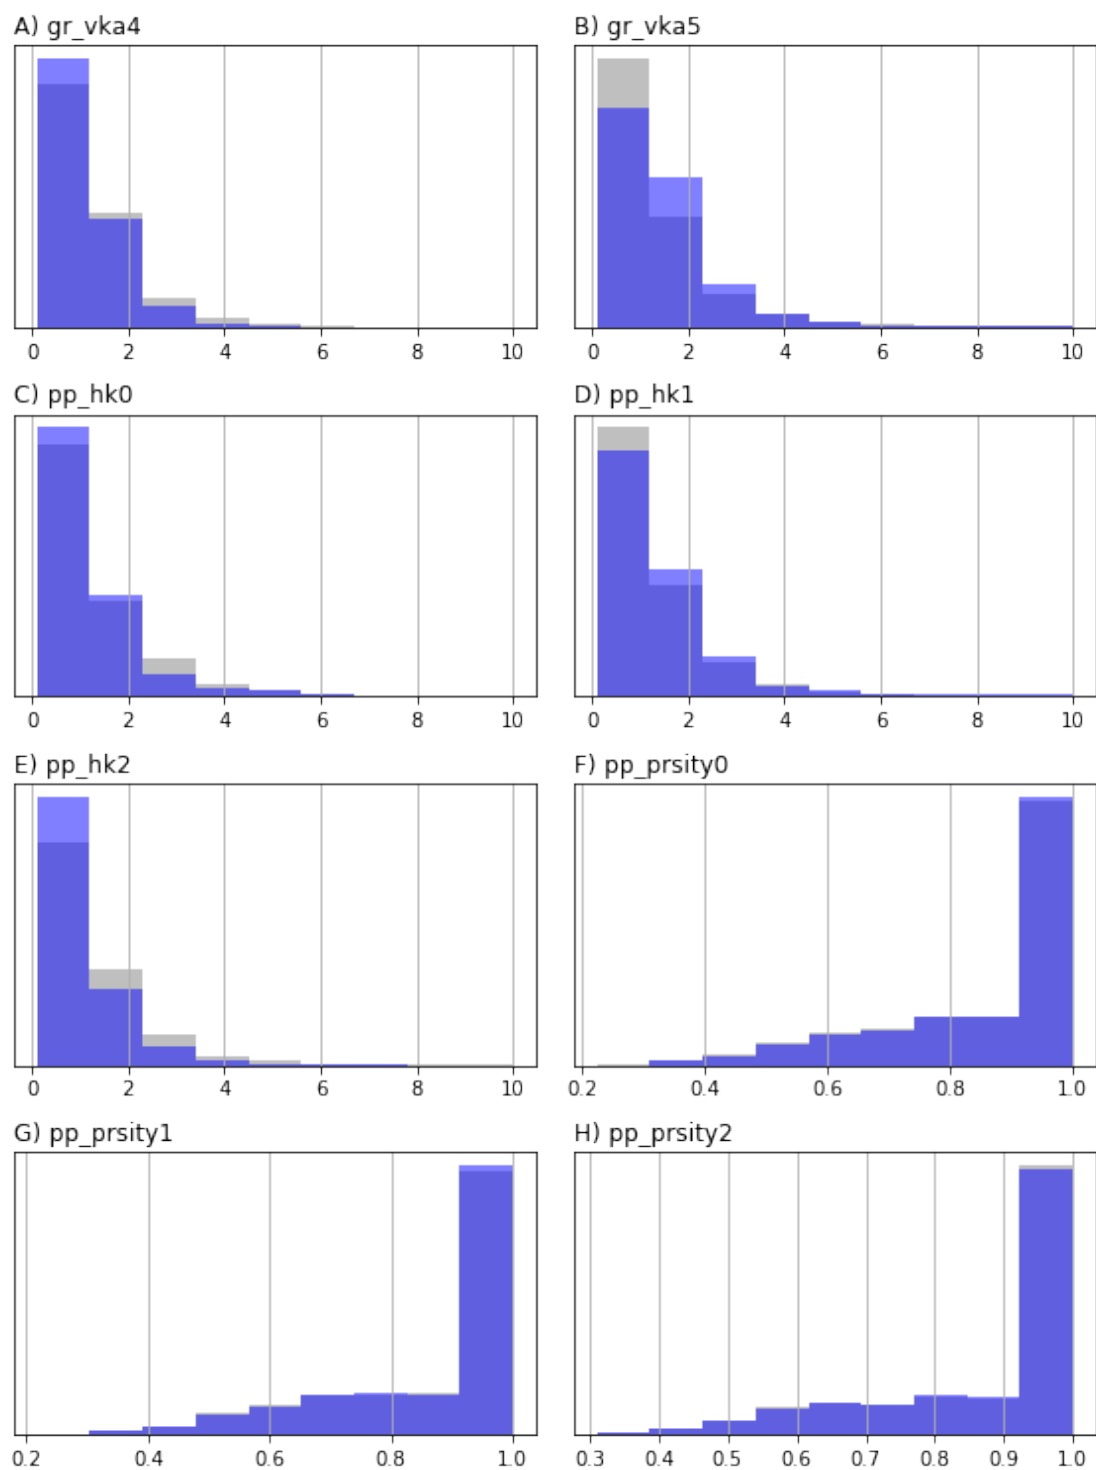 A) gr_vka4
0 2 4 6 8 10
B) gr_vka5
0 2 4 6 8 10
C) pp_hk0
0 2 4 6 8 10
D) pp_hk1
0 2 4 6 8 10
E) pp_hk2
0 2 4 6 8 10
F) pp_prsity0
0.2 0.4 0.6 0.8 1.0
G) pp_prsity1
0.2 0.4 0.6 0.8 1.0
H) pp_prsity2
0.3 0.4 0.5 0.6 0.7 0.8 0.9 1.0